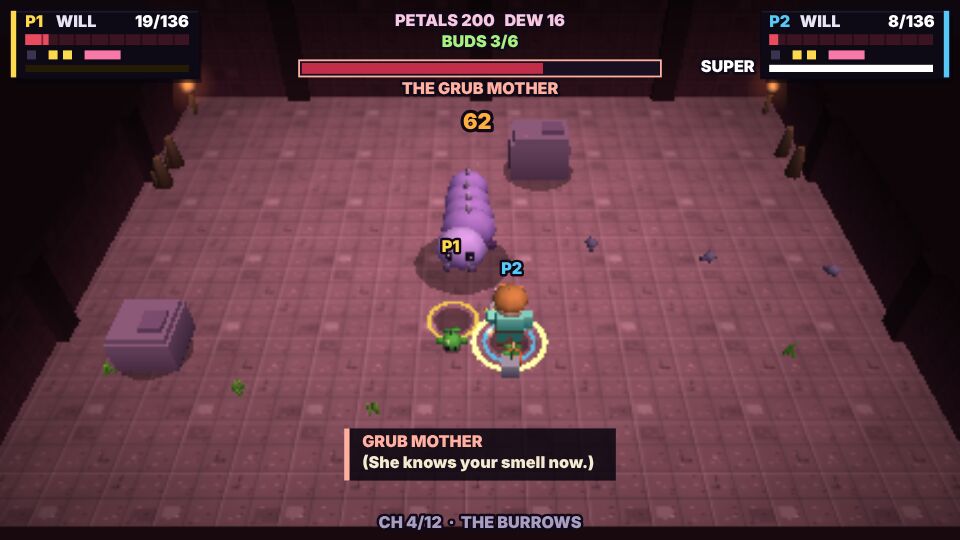 P1 WILL 19/136
PETALS 200 DEW 16
BUDS 3/6
P2 WILL 8/136
SUPER
THE GRUB MOTHER
62
P1
P2
GRUB MOTHER
(She knows your smell now.)
CH 4/12 · THE BURROWS